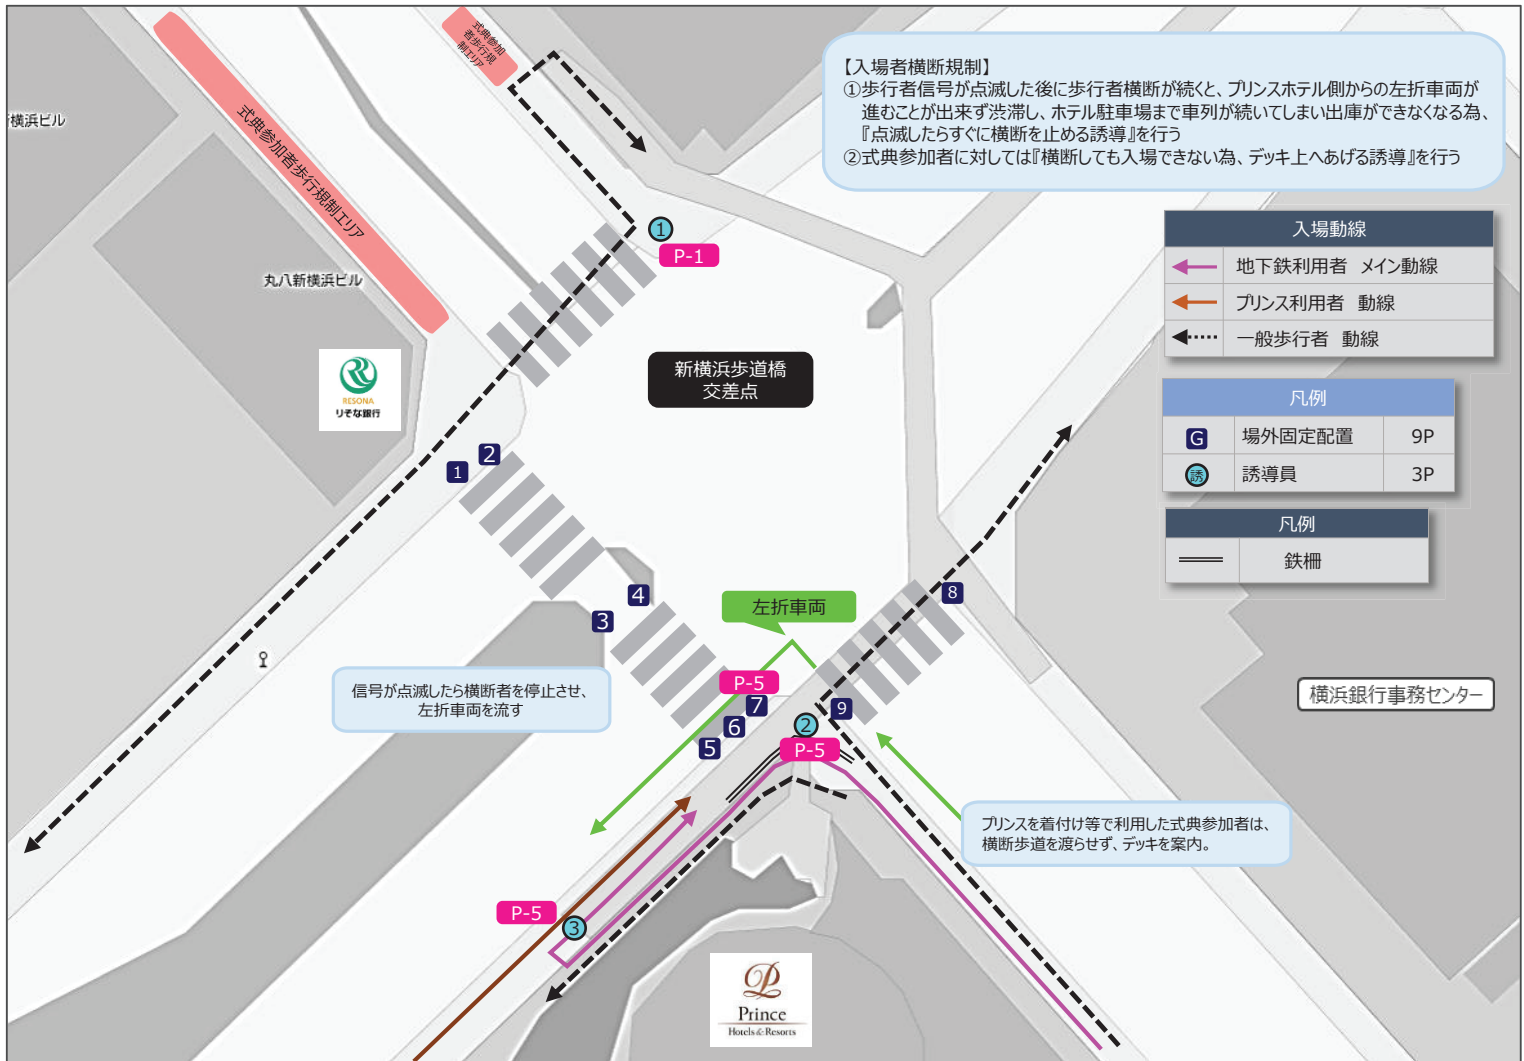 式典参加
者歩行規
制エリア
【入場者横断規制】
①歩行者信号が点滅した後に歩行者横断が続くと、プリンスホテル側からの左折車両が
進むことが出来ず渋滞し、ホテル駐車場まで車列が続いてしまい出庫ができなくなる為、
『点滅したらすぐに横断を止める誘導』を行う
②式典参加者に対しては『横断しても入場できない為、デッキ上へあげる誘導』を行う
横浜ビル
式典参加者歩行規制エリア
丸八新横浜ビル
1
P-1
入場動線
地下鉄利用者 メイン動線
プリンス利用者 動線
一般歩行者 動線
RESONA
りそな銀行
新横浜歩道橋
交差点
凡例
G 場外固定配置 9P
誘 誘導員 3P
凡例
鉄柵
1
2
3
4
左折車両
8
信号が点滅したら横断者を停止させ、
左折車両を流す
P-5
7
6
5
9
2
P-5
横浜銀行事務センター
プリンスを着付け等で利用した式典参加者は、
横断歩道を渡らせず、デッキを案内。
P-5
3
Prince
Hotels & Resorts